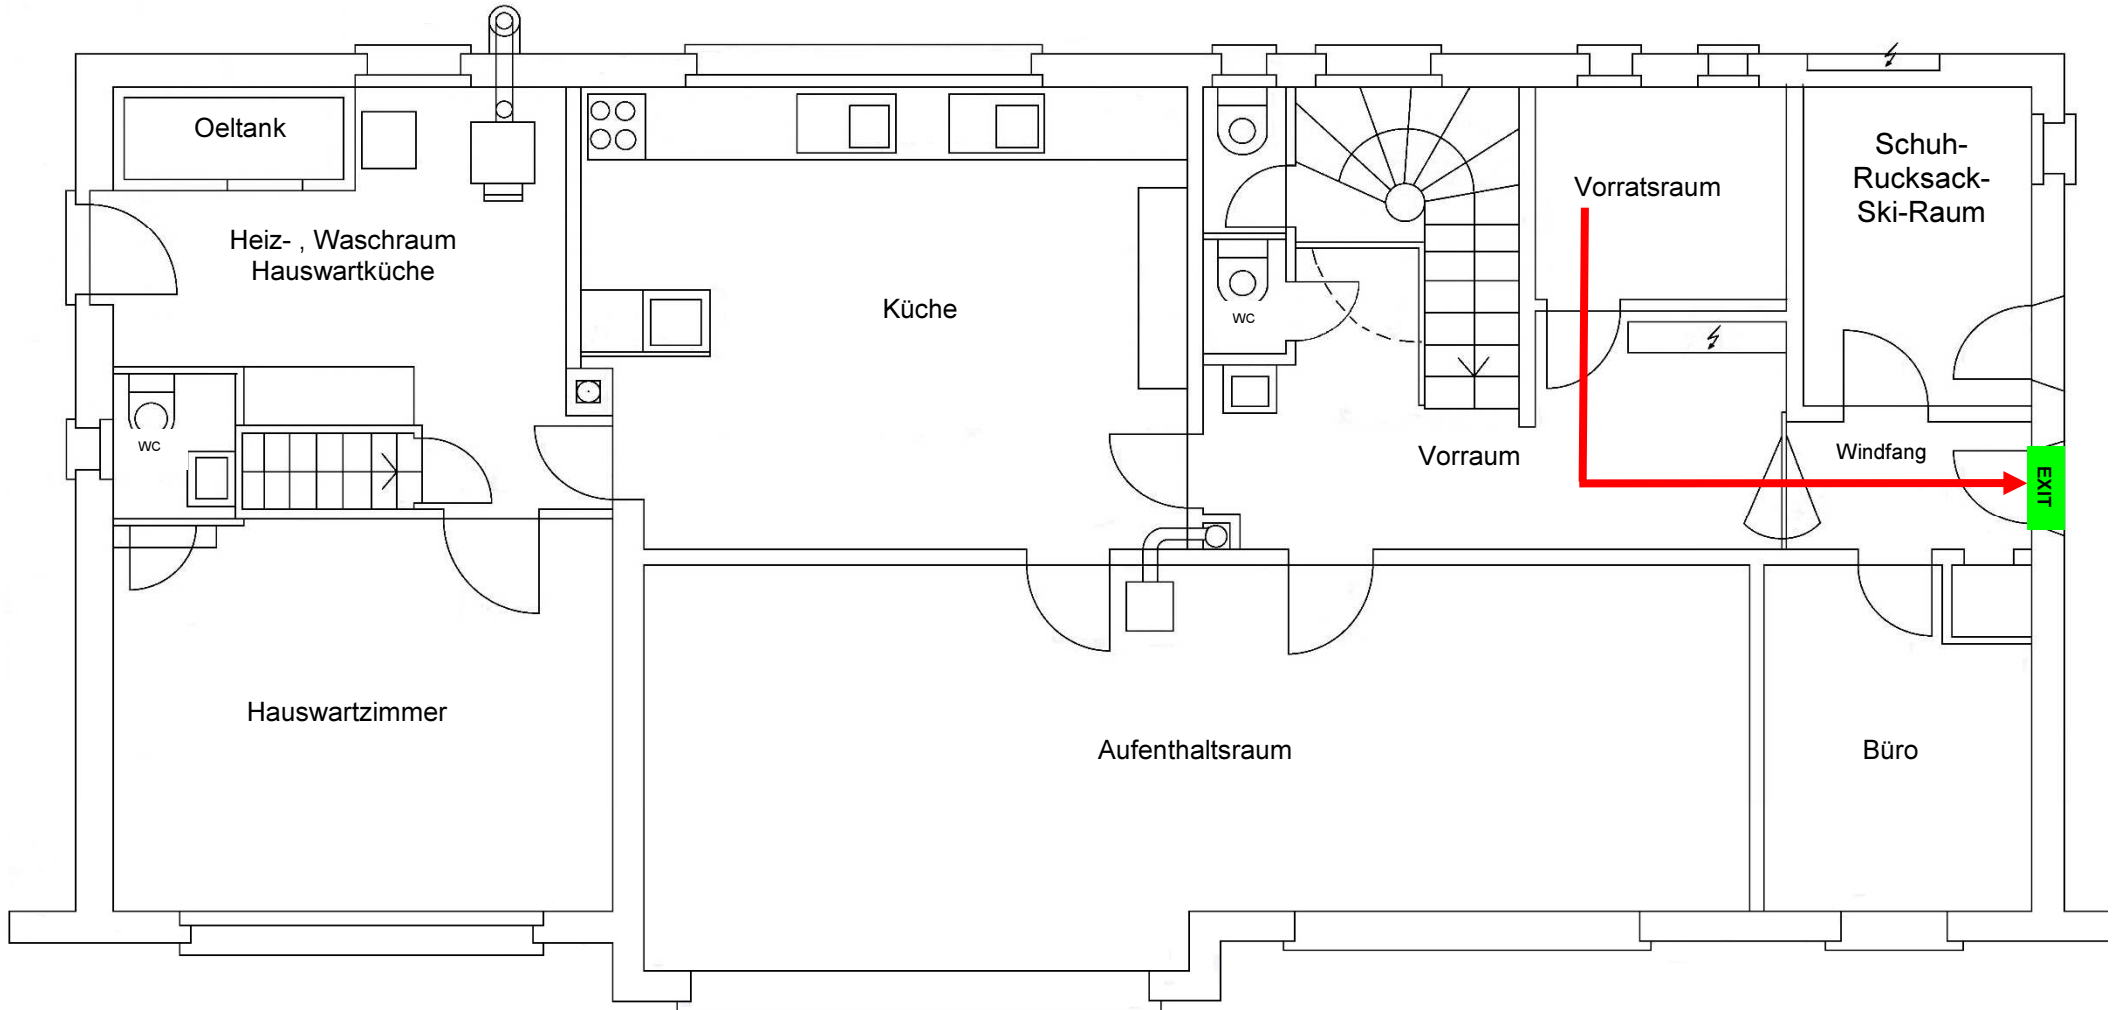 Oeltank
Schuh-
Rucksack-
Ski-Raum
Vorratsraum
Heiz- , Waschraum
Hauswartküche
Küche
WC
WC
Vorraum
Windfang
EXIT
Hauswartzimmer
Aufenthaltsraum
Büro